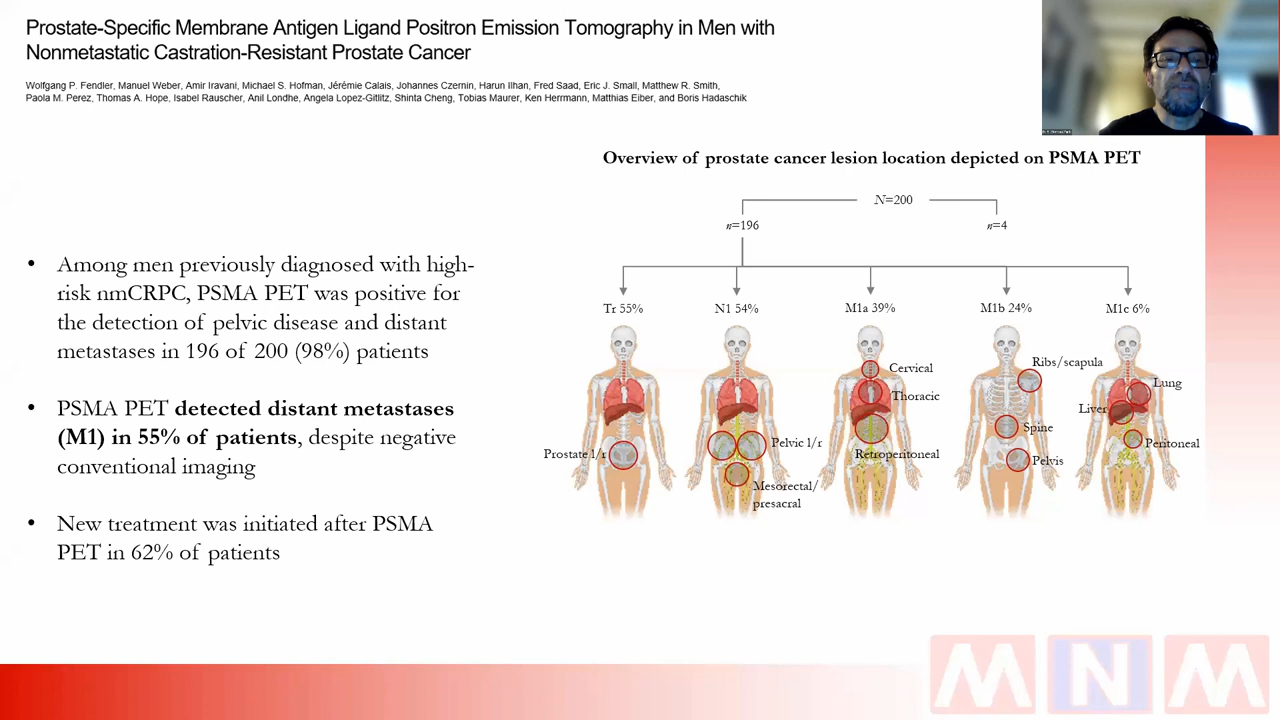 Prostate-Specific Membrane Antigen Ligand Positron Emission Tomography in Men with
Nonmetastatic Castration-Resistant Prostate Cancer
Wolfgang P. Fendler, Manuel Weber, Amir Iravani, Michael S. Hofman, Jérémie Calais, Johannes Czernin, Harun Ilhan, Fred Saad, Eric J. Small, Matthew R. Smith,
Paola M. Perez, Thomas A. Hope, Isabel Rauscher, Anil Londhe, Angela Lopez-Gitlitz, Shinta Cheng, Tobias Maurer, Ken Herrmann, Matthias Eiber, and Boris Hadaschik
• Among men previously diagnosed with high-
risk nmCRPC, PSMA PET was positive for
the detection of pelvic disease and distant
metastases in 196 of 200 (98%) patients
• PSMA PET detected distant metastases
(M1) in 55% of patients, despite negative
conventional imaging
• New treatment was initiated after PSMA
PET in 62% of patients
Overview of prostate cancer lesion location depicted on PSMA PET
N=200
n=196 n=4
Tr 55% N1 54% M1a 39% M1b 24% M1c 6%
Prostate l/r
Pelvic l/r
Mesorectal/
presacral
Cervical
Thoracic
Retroperitoneal
Ribs/scapula
Spine
Pelvis
Lung
Liver
Peritoneal
M N M